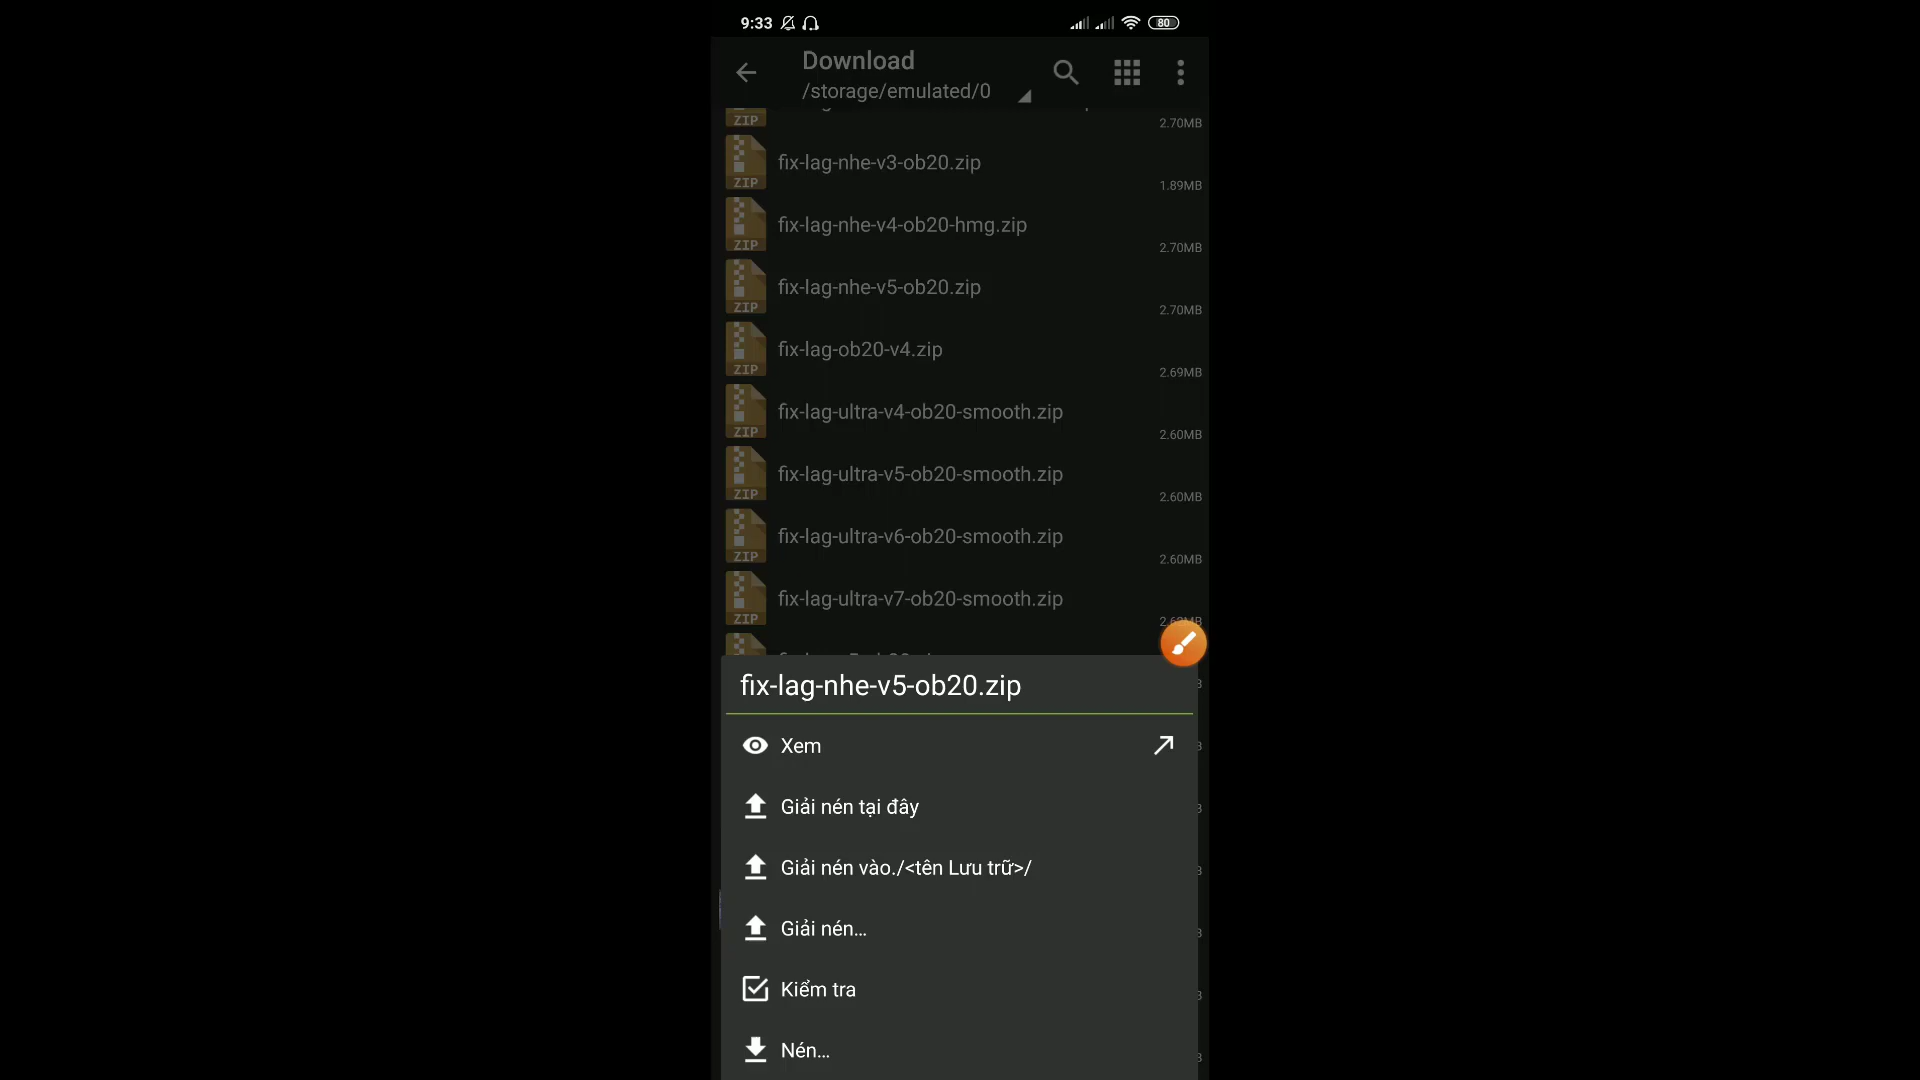 9:33
80
Download
/storage/emulated/0
ZIP
2.70MB
fix-lag-nhe-v3-ob20.zip
ZIP
1.89MB
fix-lag-nhe-v4-ob20-hmg.zip
ZIP
2.70MB
fix-lag-nhe-v5-ob20.zip
ZIP
2.70MB
fix-lag-ob20-v4.zip
ZIP
2.69MB
fix-lag-ultra-v4-ob20-smooth.zip
ZIP
2.60MB
fix-lag-ultra-v5-ob20-smooth.zip
ZIP
2.60MB
fix-lag-ultra-v6-ob20-smooth.zip
ZIP
2.60MB
fix-lag-ultra-v7-ob20-smooth.zip
ZIP
fix-lag-nhe-v5-ob20.zip
Xem
Giải nén tại đây
Giải nén vào./<tên Lưu trữ>/
Giải nén...
Kiểm tra
Nén...